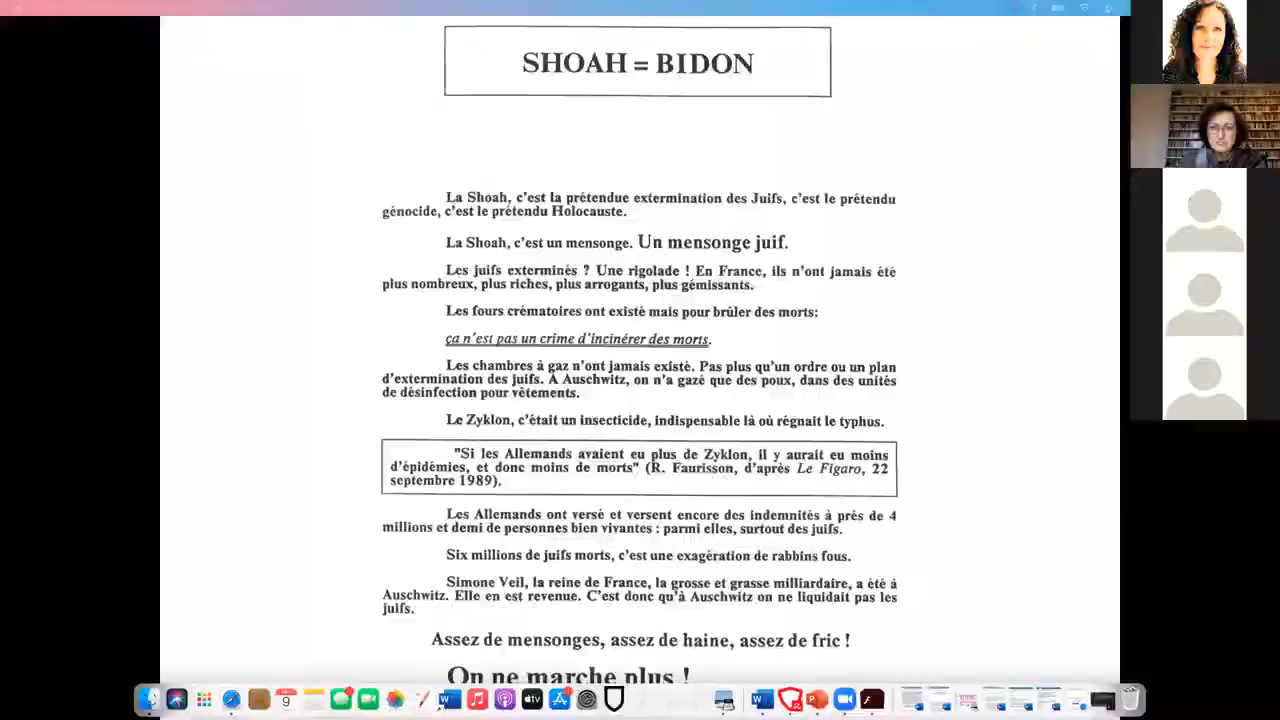 SHOAH = BIDON
La Shoah, c'est la prétendue extermination des Juifs, c'est le prétendu
génocide, c'est le prétendu Holocauste.
La Shoah, c'est un mensonge. Un mensonge juif.
Les juifs exterminés ? Une rigolade ! En France, ils n'ont jamais été
plus nombreux, plus riches, plus arrogants, plus gémissants.
Les fours crématoires ont existé mais pour brûler des morts:
ça n'est pas un crime d'incinérer des morts.
Les chambres à gaz n'ont jamais existé. Pas plus qu'un ordre ou un plan
d'extermination des juifs. A Auschwitz, on n'a gazé que des poux, dans des unités
de désinfection pour vêtements.
Le Zyklon, c'était un insecticide, indispensable là où régnait le typhus.
"Si les Allemands avaient eu plus de Zyklon, il y aurait eu moins
d'épidémies, et donc moins de morts" (R. Faurisson, d'après Le Figaro, 22
septembre 1989).
Les Allemands ont versé et versent encore des indemnités à près de 4
millions et demi de personnes bien vivantes : parmi elles, surtout des juifs.
Six millions de juifs morts, c'est une exagération de rabbins fous.
Simone Veil, la reine de France, la grosse et grasse milliardaire, a été à
Auschwitz. Elle en est revenue. C'est donc qu'à Auschwitz on ne liquidait pas les
juifs.
Assez de mensonges, assez de haine, assez de fric !
On ne marche plus !
9
tv